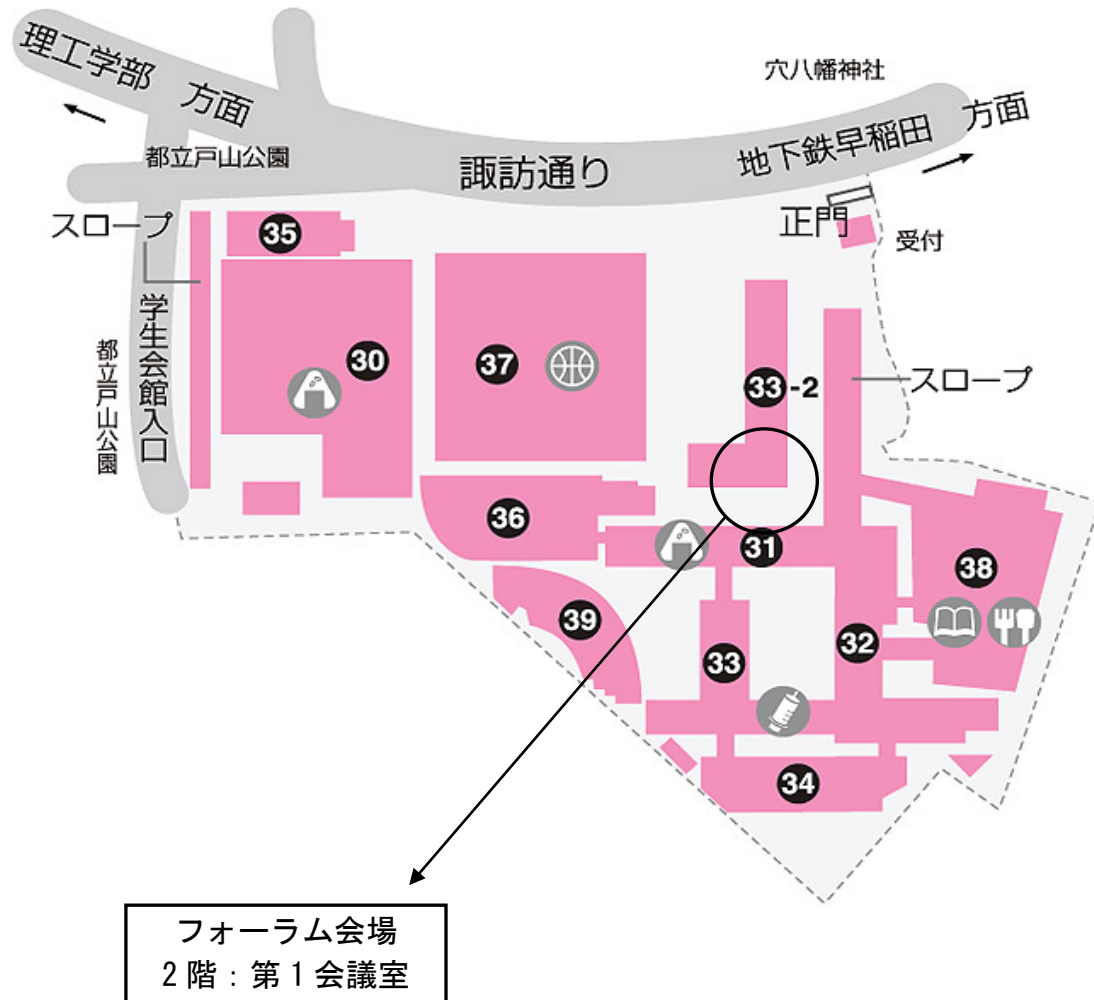 理工学部 方面
穴八幡神社
地下鉄早稲田 方面
都立戸山公園
諏訪通り
正門
受付
スロープ
35
学生会館入口
都立戸山公園
30
37
33-2
スロープ
36
31
38
39
33
32
34
フォーラム会場
2階：第1会議室